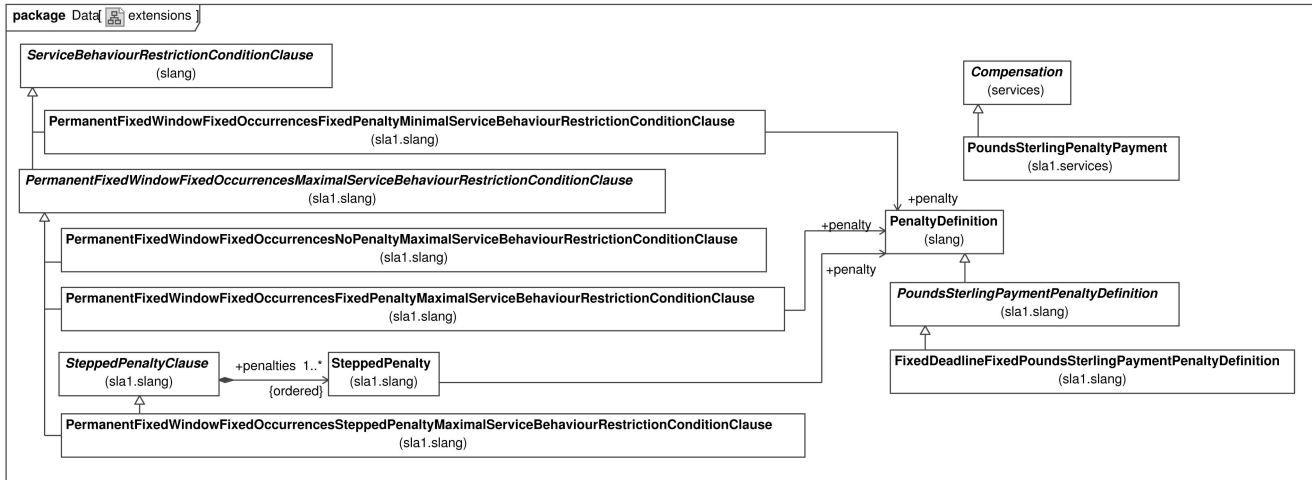 package Data[ extensions ]
ServiceBehaviourRestrictionConditionClause
(slang)
Compensation
(services)
PermanentFixedWindowFixedOccurrencesFixedPenaltyMinimalServiceBehaviourRestrictionConditionClause
(sla1.slang)
PoundsSterlingPenaltyPayment
(sla1.services)
PermanentFixedWindowFixedOccurrencesMaximalServiceBehaviourRestrictionConditionClause
(sla1.slang)
+penalty
PenaltyDefinition
(slang)
+penalty
PermanentFixedWindowFixedOccurrencesNoPenaltyMaximalServiceBehaviourRestrictionConditionClause
(sla1.slang)
+penalty
PermanentFixedWindowFixedOccurrencesFixedPenaltyMaximalServiceBehaviourRestrictionConditionClause
(sla1.slang)
PoundsSterlingPaymentPenaltyDefinition
(sla1.slang)
SteppedPenaltyClause
(sla1.slang)
+penalties 1..*
{ordered}
SteppedPenalty
(sla1.slang)
FixedDeadlineFixedPoundsSterlingPaymentPenaltyDefinition
(sla1.slang)
PermanentFixedWindowFixedOccurrencesSteppedPenaltyMaximalServiceBehaviourRestrictionConditionClause
(sla1.slang)